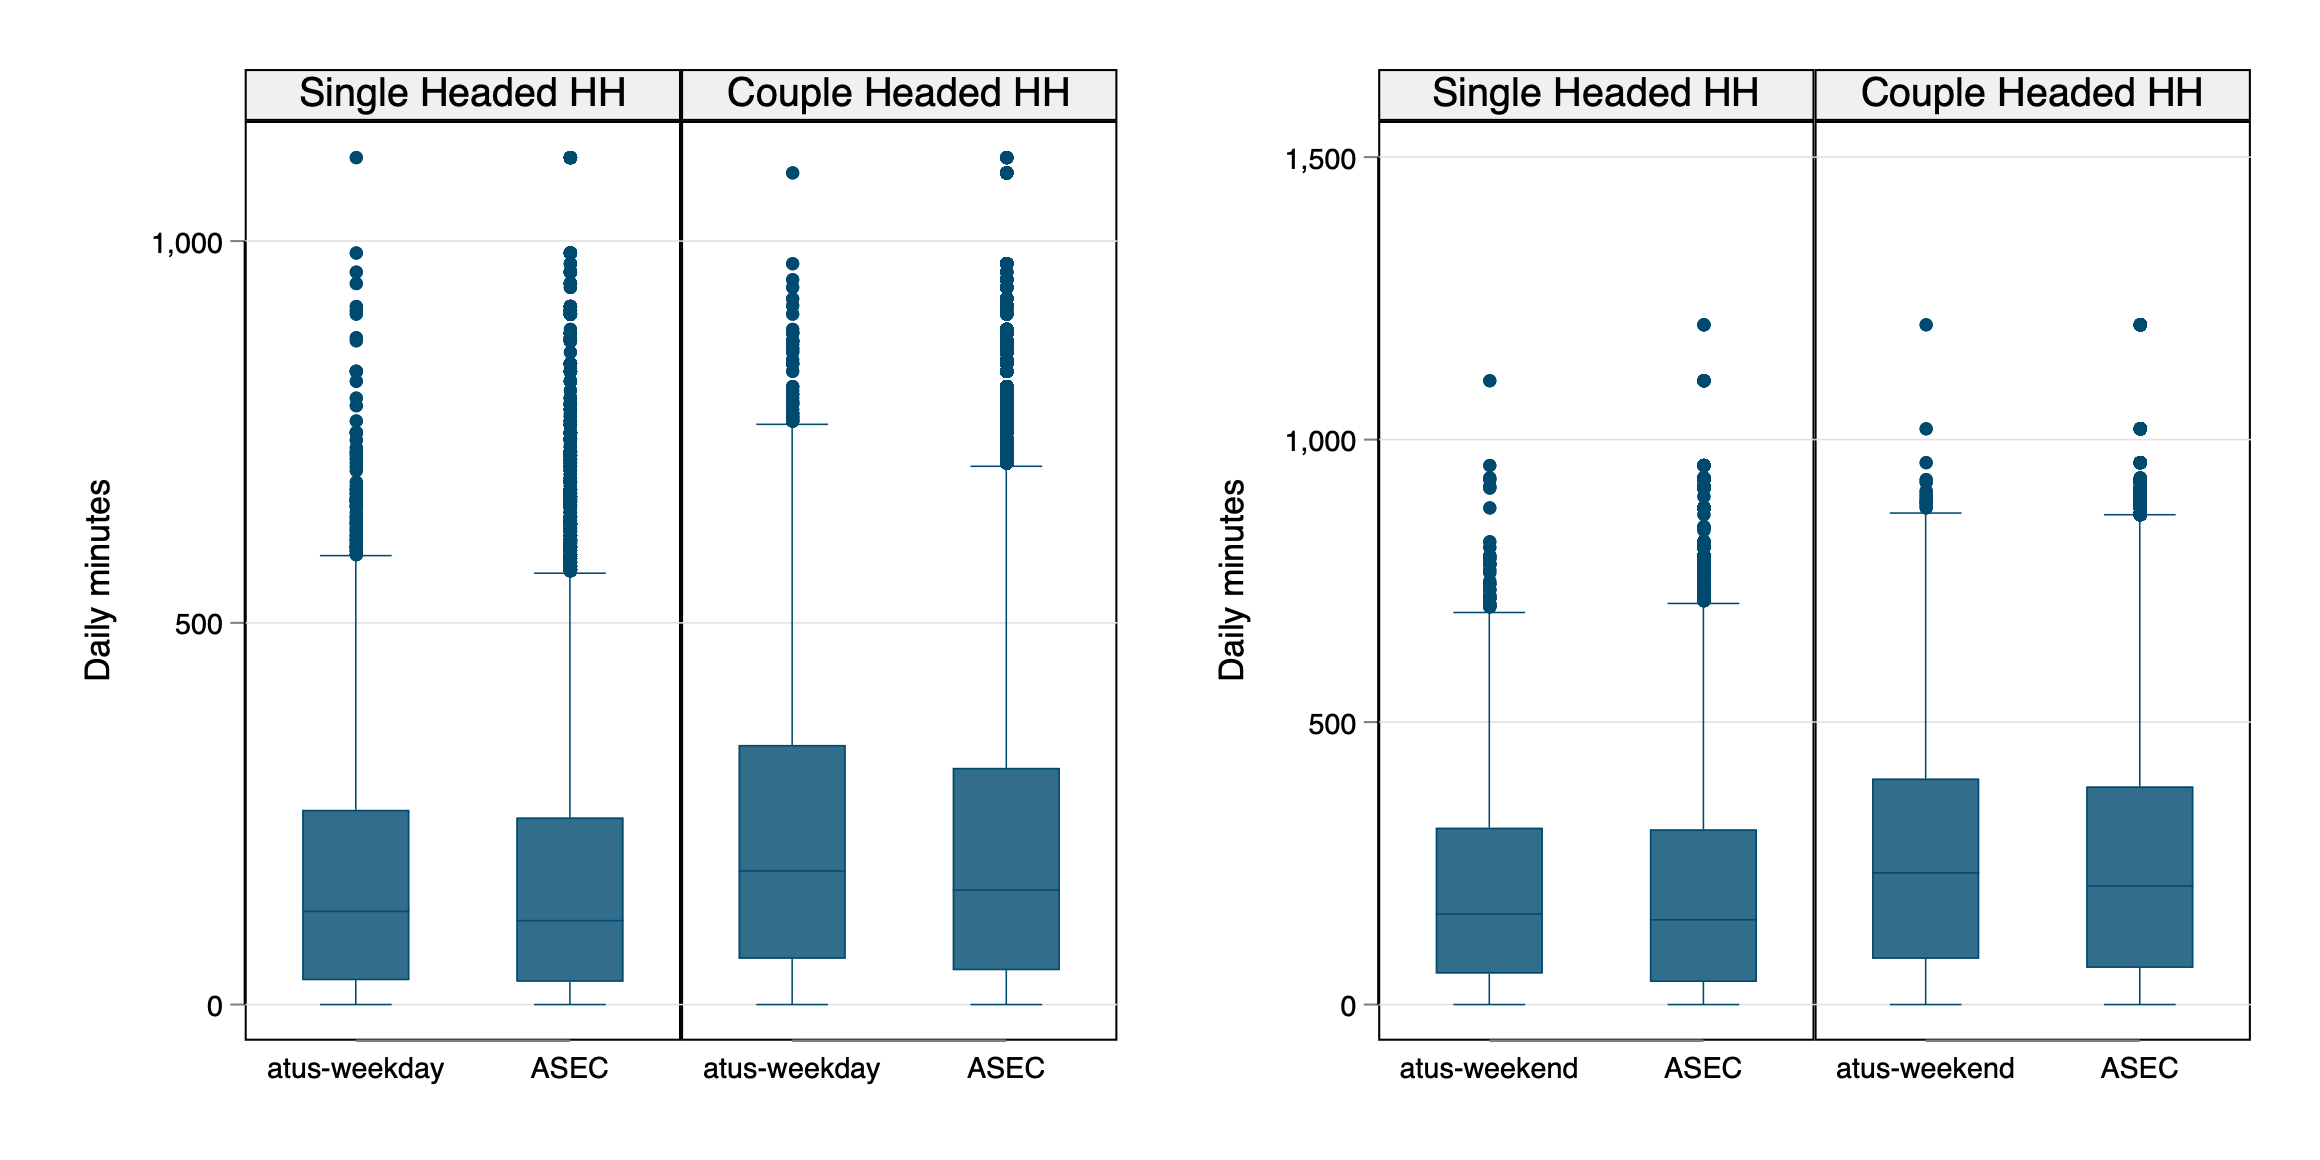 Single Headed HH
Couple Headed HH
Daily minutes
1,000
500
0
atus-weekday
ASEC
atus-weekday
ASEC
Single Headed HH
Couple Headed HH
Daily minutes
1,500
1,000
500
0
atus-weekend
ASEC
atus-weekend
ASEC